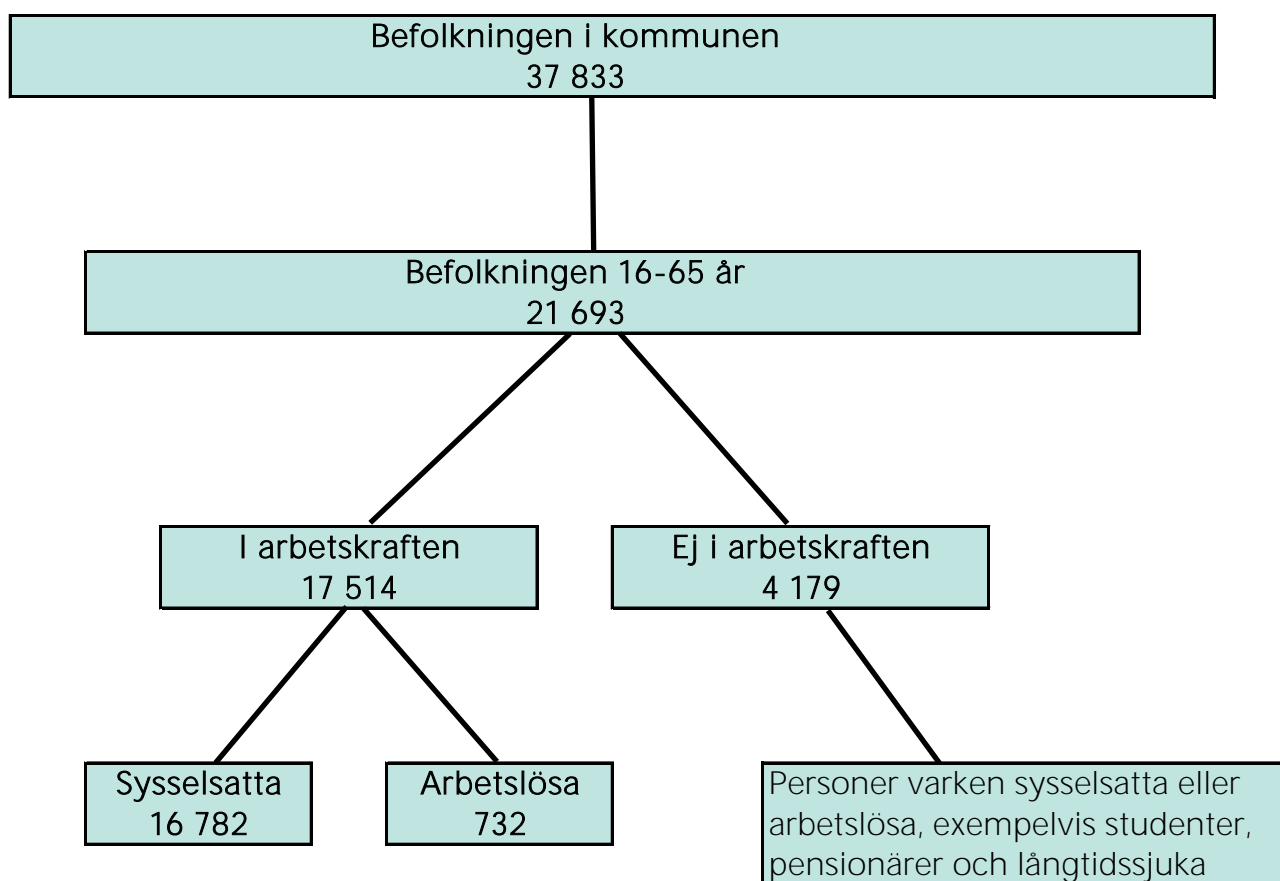 Befolkningen i kommunen
37 833
Befolkningen 16-65 år
21 693
I arbetskraften
17 514
Ej i arbetskraften
4 179
Sysselsatta
16 782
Arbetslösa
732
Personer varken sysselsatta eller
arbetslösa, exempelvis studenter,
pensionärer och långtidssjuka